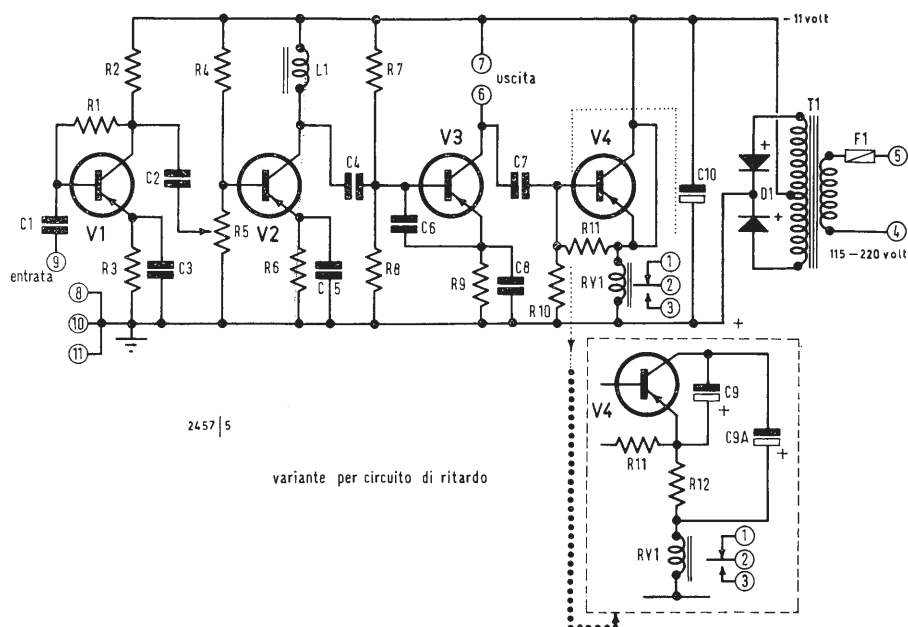 – 11 volt
R2
R4
L1
R7
7
uscita
6
T1
R1
V3
V4
F1
5
C2
C4
C7
C10
D1
+
+
C1
V1
R5
V2
C6
R11
4
115 – 220 volt
9
entrata
R3
C3
R6
C 5
R8
R9
C8
R10
RY1
1
2
3
8
10
11
+
V4
C9
+
C9A
+
2457/5
R11
variante per circuito di ritardo
R12
RY1
1
2
3